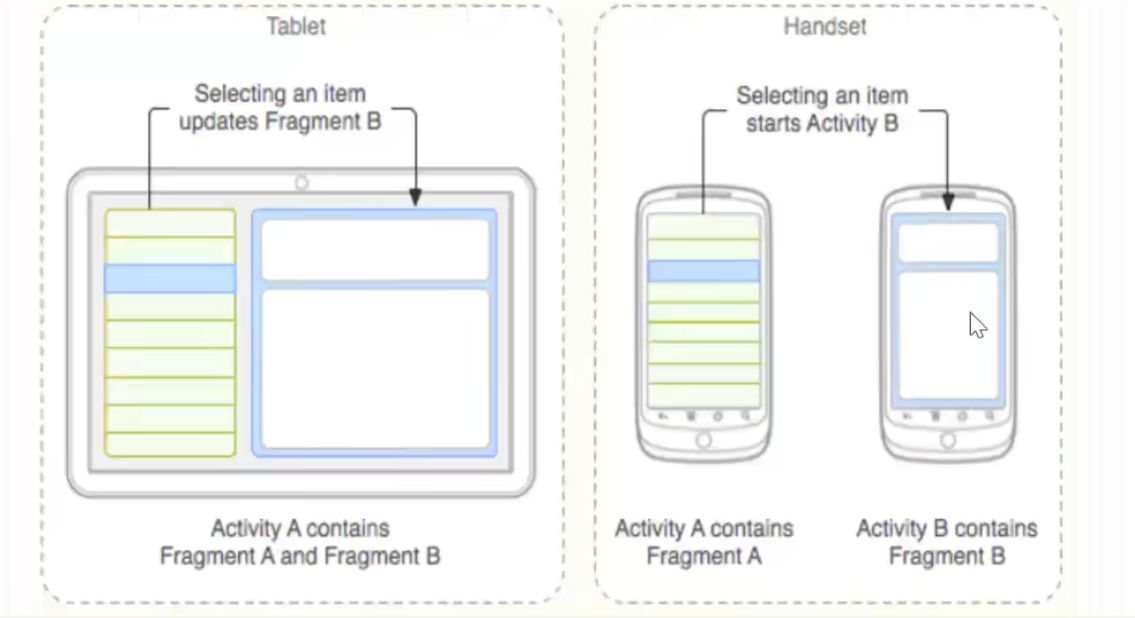 Tablet
Selecting an item
updates Fragment B
Activity A contains
Fragment A and Fragment B
Handset
Selecting an item
starts Activity B
Activity A contains
Fragment A
Activity B contains
Fragment B